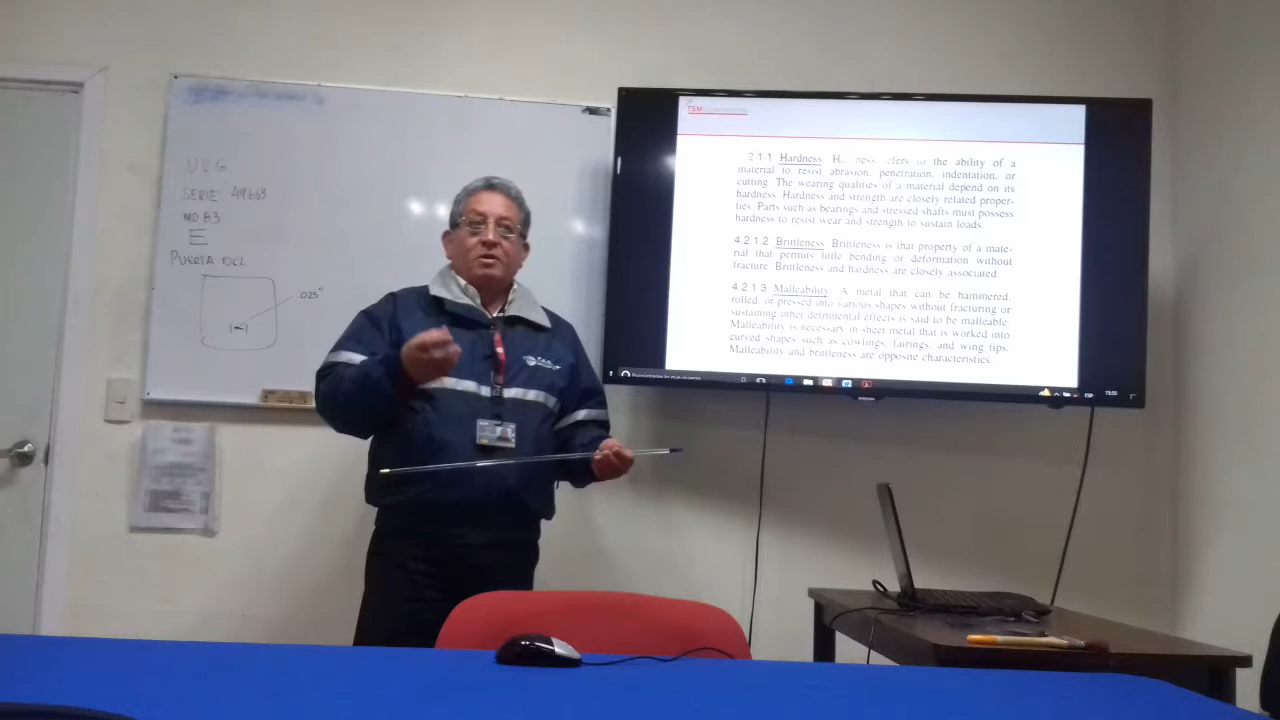 UVG
SERIE 49663
MO 83
E
PUERTA DEL
.025"
TSM
2.1.1 Hardness refers to the ability of a
material to resist abrasion, penetration, indentation, or
cutting. The wearing qualities of a material depend on its
hardness. Hardness and strength are closely related proper-
ties. Parts such as bearings and stressed shafts must possess
hardness to resist wear and strength to sustain loads.
4.2.1.2 Brittleness Brittleness is that property of a mate-
rial that permits little bending or deformation without
fracture. Brittleness and hardness are closely associated
4.2.1.3 Malleability A metal that can be hammered,
rolled or pressed into various shapes without fracturing or
sustaining other detrimental effects is said to be malleable.
Malleability is necessary in sheet metal that is worked into
curved shapes such as cowlings, fairings, and wing tips.
Malleability and brittleness are opposite characteristics.
ESP
SAMSUNG